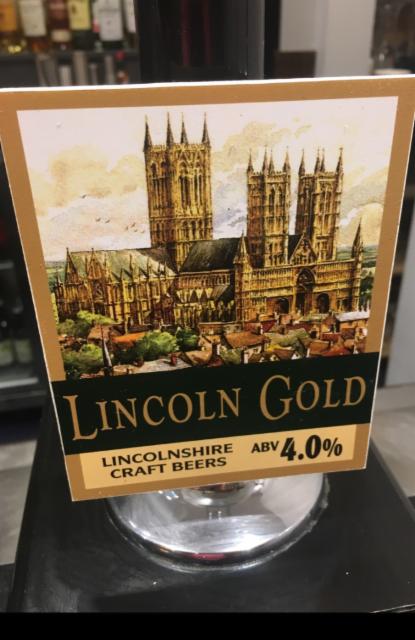 LINCOLN GOLD
LINCOLNSHIRE
CRAFT BEERS
ABV 4.0%